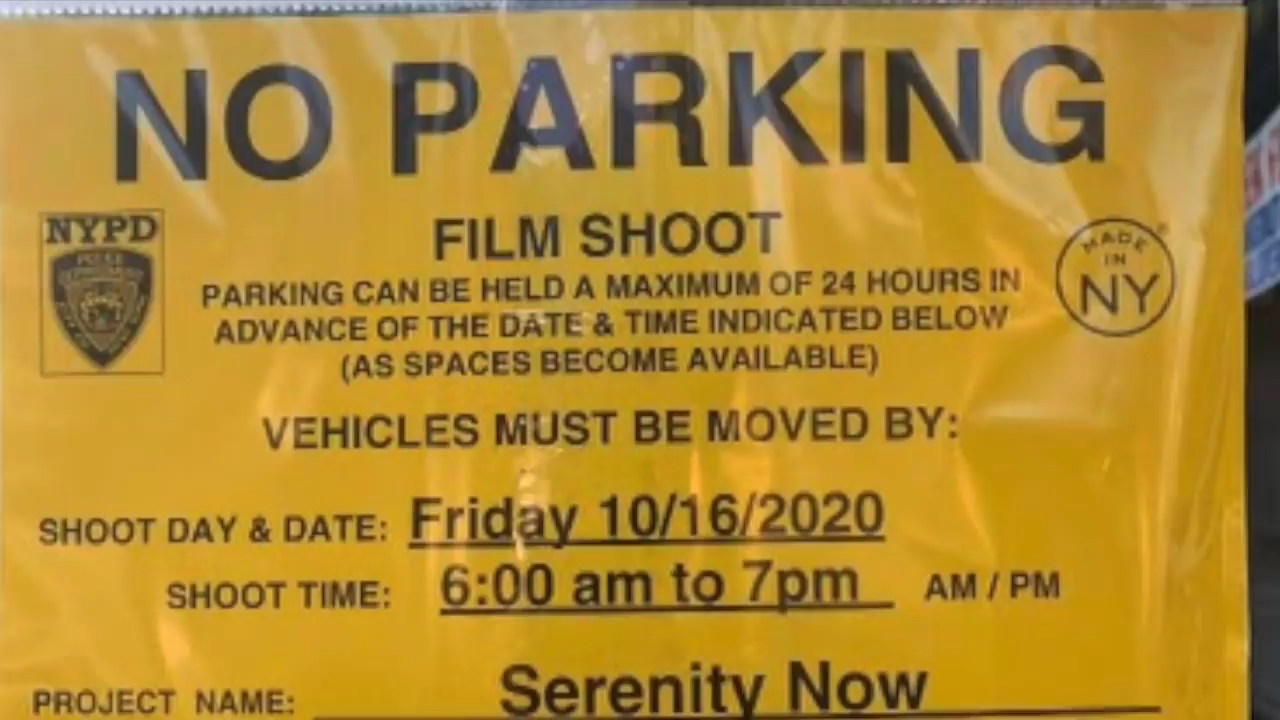 NO PARKING
NYPD
POLICE
DEPARTMENT
FILM SHOOT
MADE
IN
NY
PARKING CAN BE HELD A MAXIMUM OF 24 HOURS IN
ADVANCE OF THE DATE & TIME INDICATED BELOW
(AS SPACES BECOME AVAILABLE)
VEHICLES MUST BE MOVED BY:
SHOOT DAY & DATE: Friday 10/16/2020
SHOOT TIME: 6:00 am to 7pm AM / PM
PROJECT NAME: Serenity Now